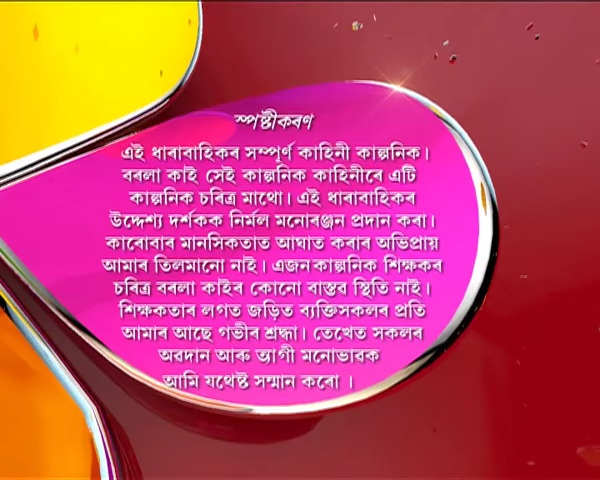 স্পষ্টীকৰণ
এই ধাৰাবাহিকৰ সম্পূৰ্ণ কাহিনী কাল্পনিক।
বৰলা কাই সেই কাল্পনিক কাহিনীৰে এটি
কাল্পনিক চৰিত্ৰ মাথো। এই ধাৰাবাহিকৰ
উদ্দেশ্য দৰ্শকক নিৰ্মল মনোৰঞ্জন প্ৰদান কৰা।
কাৰোবাৰ মানসিকতাত আঘাত কৰাৰ অভিপ্ৰায়
আমাৰ তিলমানো নাই। এজন কাল্পনিক শিক্ষকৰ
চৰিত্ৰ বৰলা কাইৰ কোনো বাস্তৱ স্থিতি নাই।
শিক্ষকতাৰ লগত জড়িত ব্যক্তিসকলৰ প্ৰতি
আমাৰ আছে গভীৰ শ্ৰদ্ধা। তেখেত সকলৰ
অৱদান আৰু ত্যাগী মনোভাৱক
আমি যথেষ্ট সন্মান কৰো ।